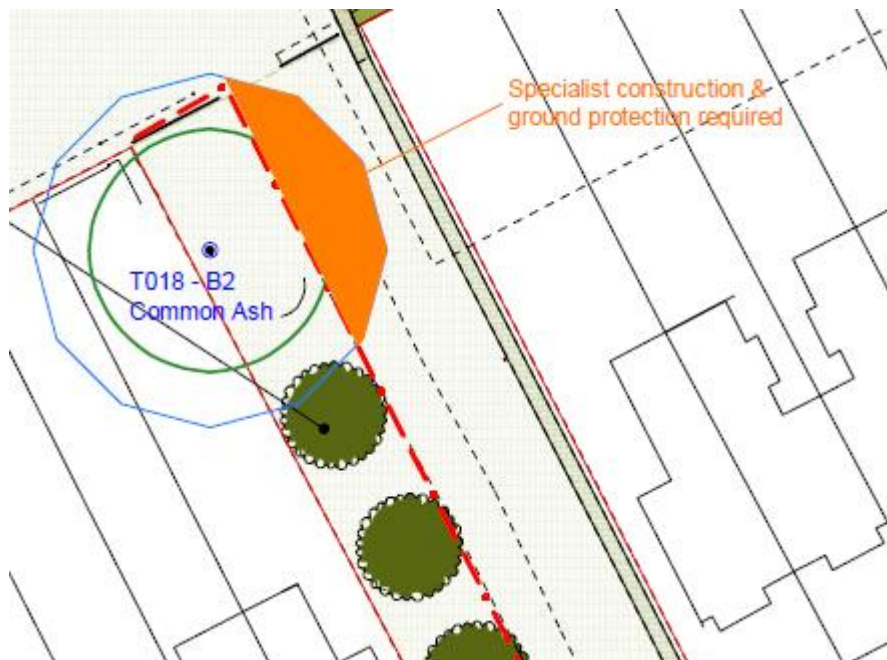 Specialist construction &
ground protection required
T018 - B2
Common Ash